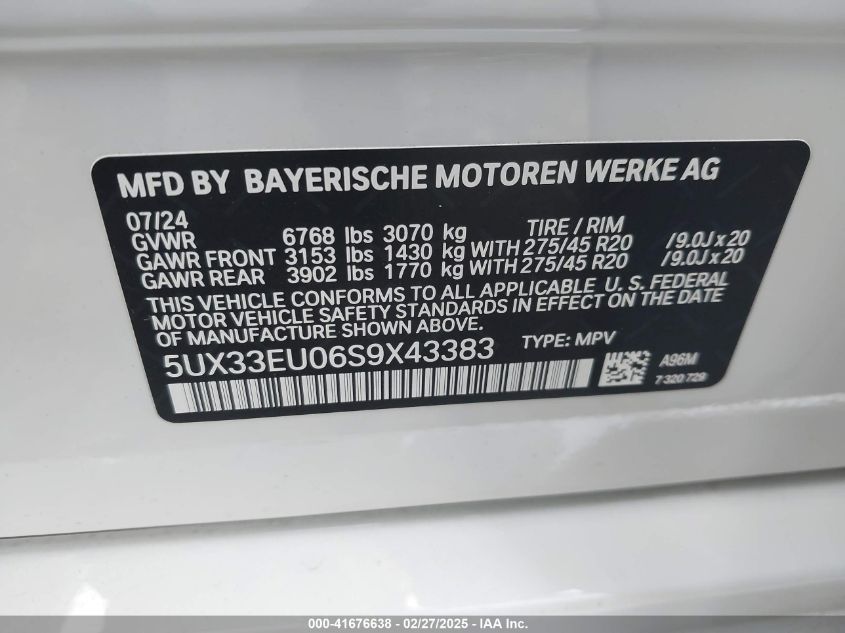 MFD BY BAYERISCHE MOTOREN WERKE AG
07/24
GVWR 6768 lbs 3070 kg TIRE / RIM
GAWR FRONT 3153 lbs 1430 kg WITH 275/45 R20 /9.0J x 20
GAWR REAR 3902 lbs 1770 kg WITH 275/45 R20 /9.0J x 20
THIS VEHICLE CONFORMS TO ALL APPLICABLE U. S. FEDERAL
MOTOR VEHICLE SAFETY STANDARDS IN EFFECT ON THE DATE
OF MANUFACTURE SHOWN ABOVE.
5UX33EU06S9X43383 TYPE: MPV
A96M
7 320 729
000-41676638 - 02/27/2025 - IAA Inc.